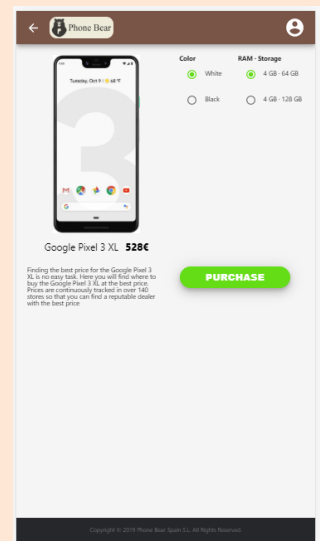 Phone Bear
Color
White
Black
RAM - Storage
4 GB - 64 GB
4 GB - 128 GB
Tuesday, Oct 9
Google Pixel 3 XL 528€
Finding the best price for the Google Pixel 3
XL is no easy task. Here you will find where to
buy the Google Pixel 3 XL at the best price.
Prices are continuously tracked in over 140
stores so that you can find a reputable dealer
with the best price
PURCHASE
Copyright © 2019 Phone Bear Spain S.L. All Rights Reserved.